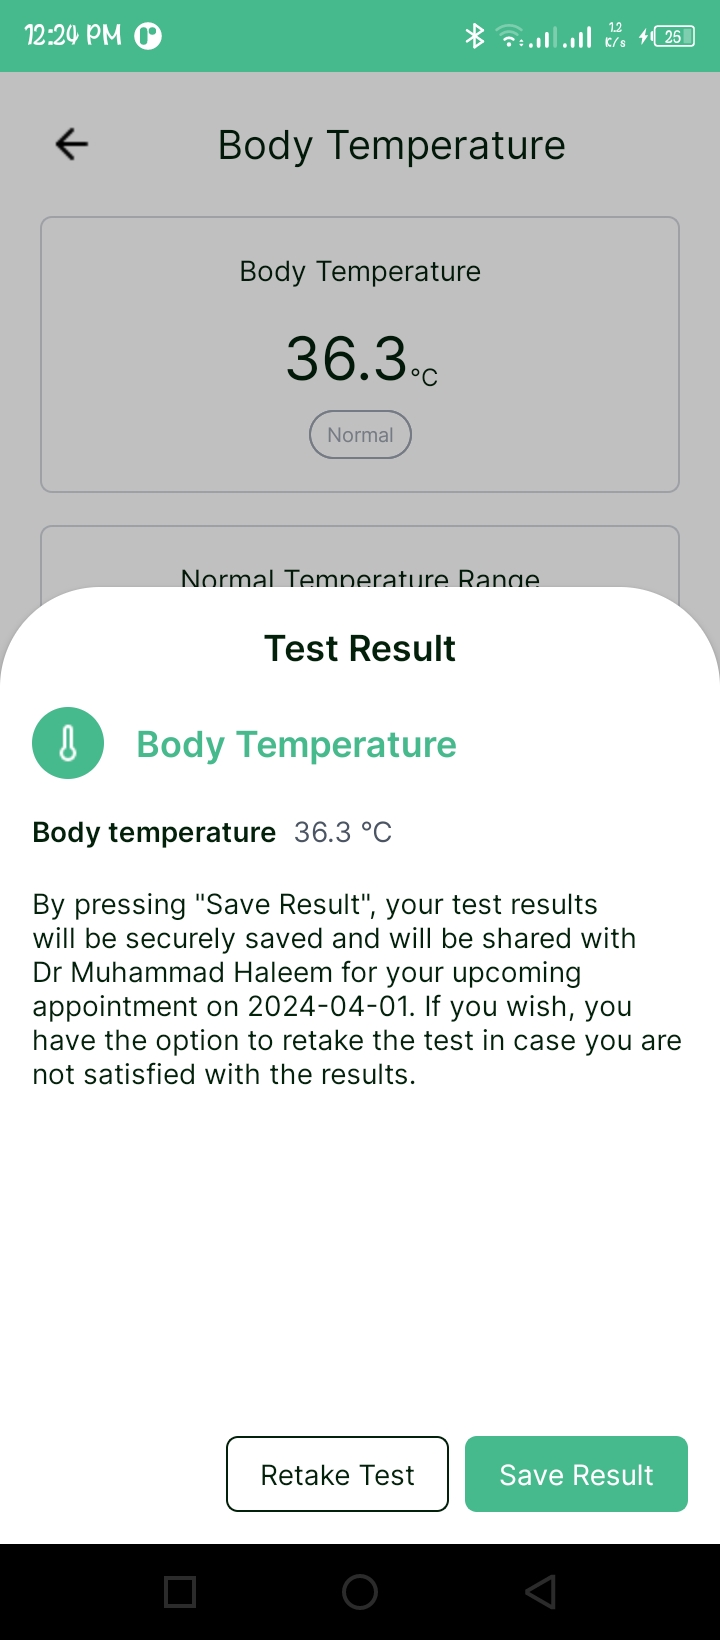 12:24 PM
1.2
K/s
25
Body Temperature
Body Temperature
36.3 °C
Normal
Normal Temperature Range
Test Result
Body Temperature
Body temperature 36.3 °C
By pressing "Save Result", your test results
will be securely saved and will be shared with
Dr Muhammad Haleem for your upcoming
appointment on 2024-04-01. If you wish, you
have the option to retake the test in case you are
not satisfied with the results.
Retake Test
Save Result